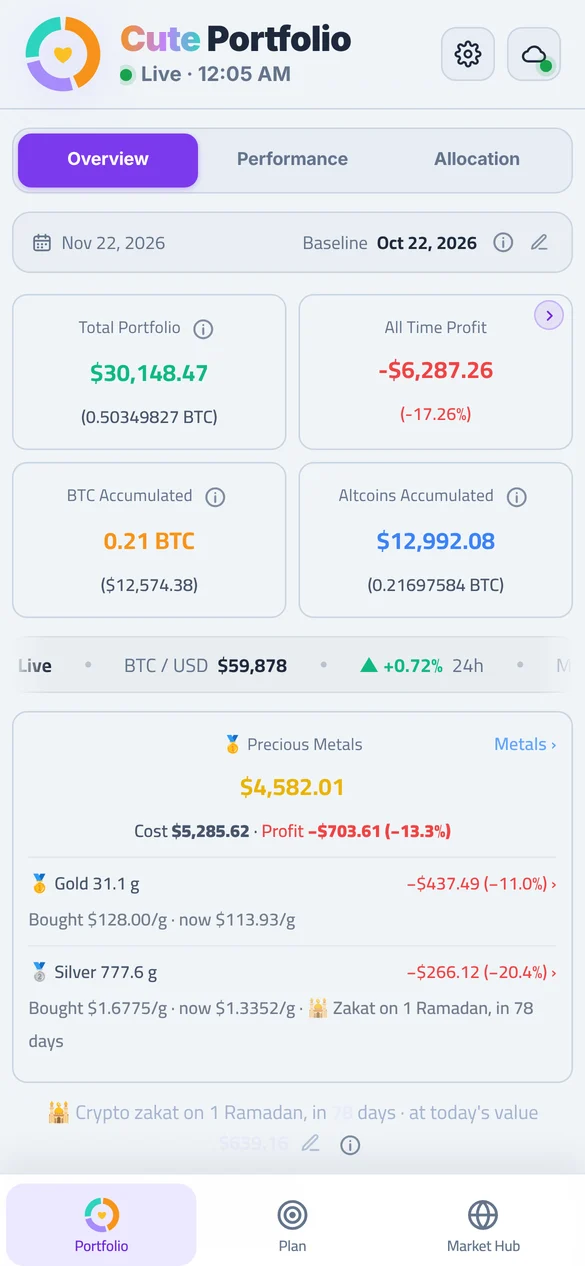 Cute Portfolio
Live · 12:05 AM
Overview
Performance
Allocation
Nov 22, 2026
Baseline Oct 22, 2026
Total Portfolio
$30,148.47
(0.50349827 BTC)
All Time Profit
-$6,287.26
(-17.26%)
BTC Accumulated
0.21 BTC
($12,574.38)
Altcoins Accumulated
$12,992.08
(0.21697584 BTC)
Live • BTC / USD $59,878 • ▲ +0.72% 24h • M
🥇 Precious Metals
Metals ›
$4,582.01
Cost $5,285.62 · Profit −$703.61 (−13.3%)
🥇 Gold 31.1 g
−$437.49 (−11.0%) ›
Bought $128.00/g · now $113.93/g
🥈 Silver 777.6 g
−$266.12 (−20.4%) ›
Bought $1.6775/g · now $1.3352/g · 🕌 Zakat on 1 Ramadan, in 78
days
🕌 Crypto zakat on 1 Ramadan, in 78 days · at today's value
$639.16
Portfolio
Plan
Market Hub